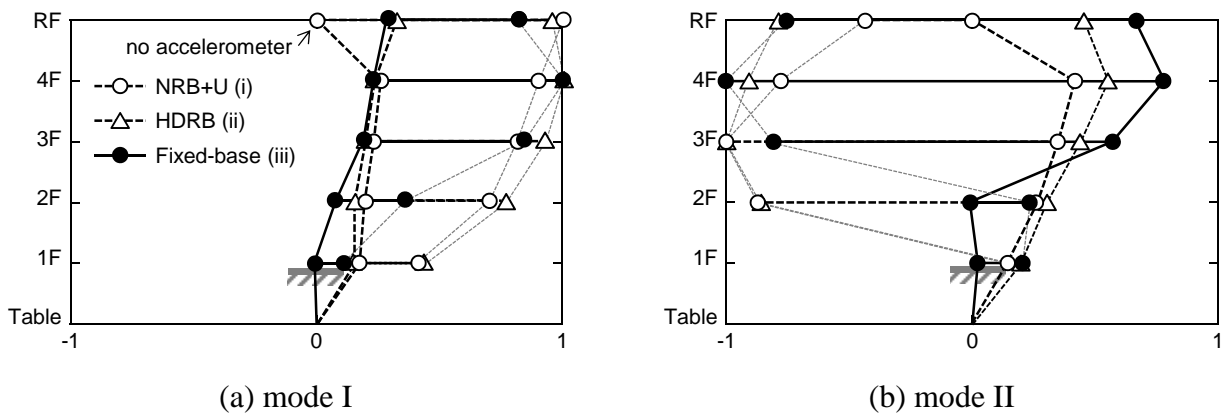 RF
4F
3F
2F
1F
Table
-1
0
1
no accelerometer
NRB+U (i)
HDRB (ii)
Fixed-base (iii)
(a) mode I
RF
4F
3F
2F
1F
Table
-1
0
1
(b) mode II